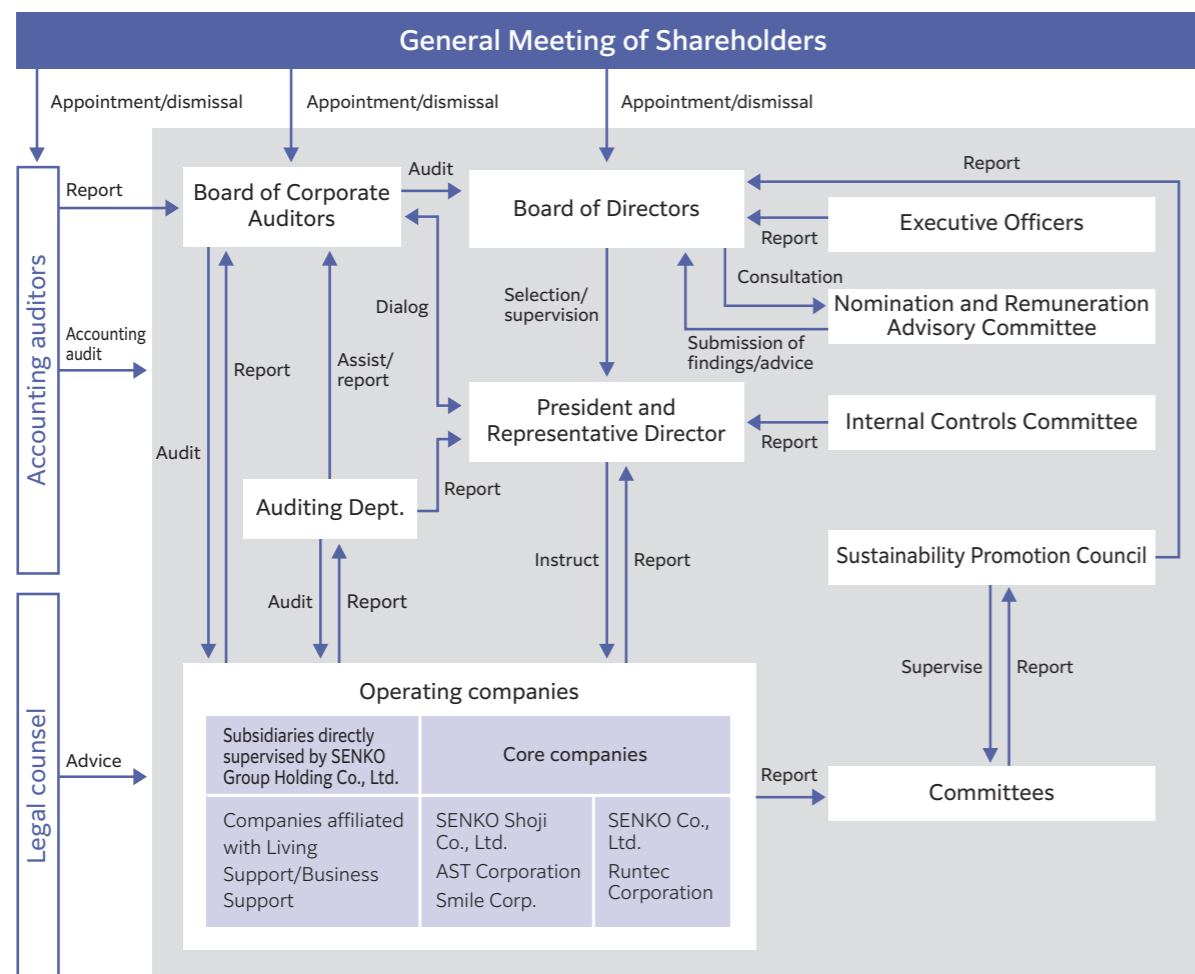 General Meeting of Shareholders
Appointment/dismissal
Appointment/dismissal
Appointment/dismissal
Accounting auditors
Report
Accounting
audit
Board of Corporate
Auditors
Audit
Board of Directors
Report
Executive Officers
Report
Consultation
Nomination and Remuneration
Advisory Committee
Submission of
findings/advice
Selection/
supervision
Dialog
Assist/
report
Report
Audit
President and
Representative Director
Report
Internal Controls Committee
Auditing Dept.
Report
Audit
Report
Instruct
Report
Sustainability Promotion Council
Supervise
Report
Legal counsel
Advice
Operating companies
Subsidiaries directly
supervised by SENKO
Group Holding Co., Ltd.
Core companies
Companies affiliated
with Living
Support/Business
Support
SENKO Shoji
Co., Ltd.
AST Corporation
Smile Corp.
SENKO Co.,
Ltd.
Runtec
Corporation
Report
Committees